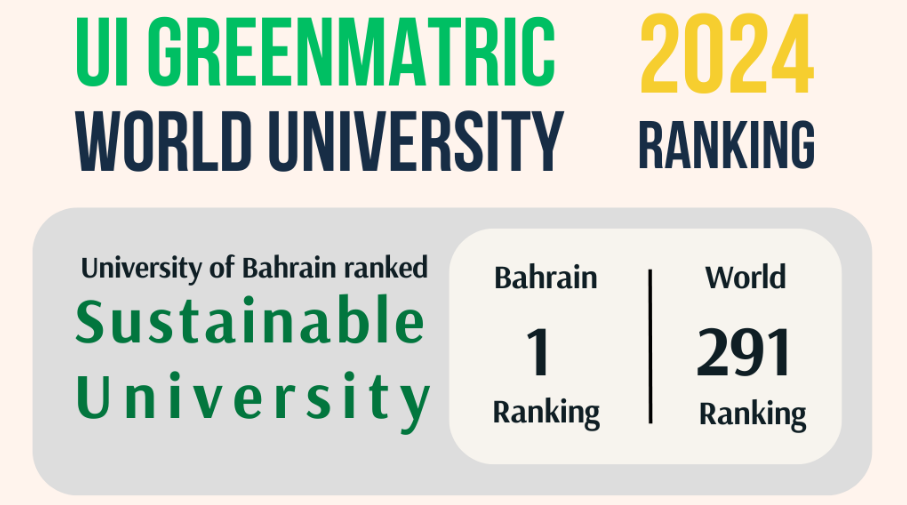 UI GREENMATRIC
WORLD UNIVERSITY
2024
RANKING
University of Bahrain ranked
Sustainable
University
Bahrain
1
Ranking
World
291
Ranking